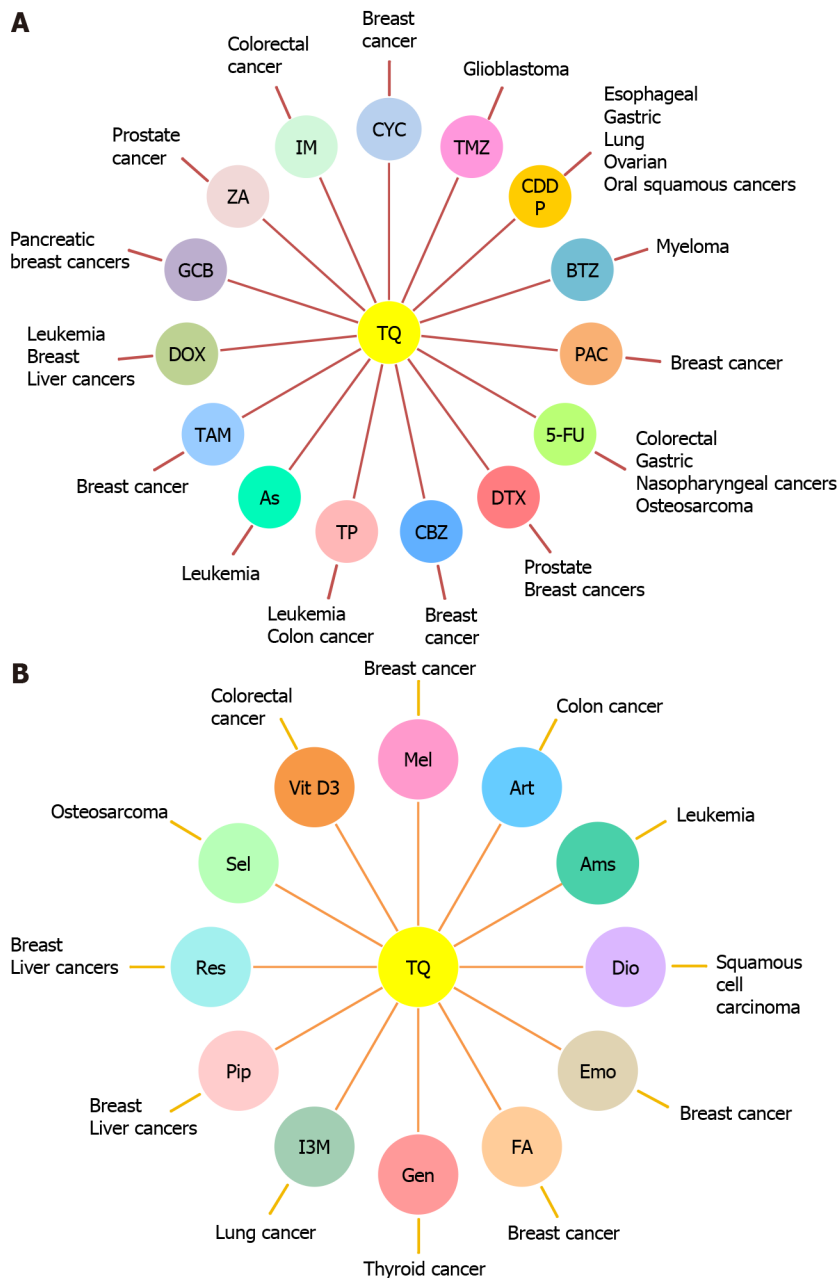 A
Breast
cancer
Colorectal
cancer
Glioblastoma
Esophageal
Gastric
Lung
Ovarian
Oral squamous cancers
Prostate
cancer
CYC
IM
TMZ
ZA
CDD
P
Pancreatic
breast cancers
GCB
BTZ
Myeloma
TQ
Leukemia
Breast
Liver cancers
DOX
PAC
Breast cancer
TAM
5-FU
Colorectal
Gastric
Nasopharyngeal cancers
Osteosarcoma
Breast cancer
As
DTX
TP
CBZ
Leukemia
Prostate
Breast cancers
Leukemia
Colon cancer
Breast
cancer
B
Breast cancer
Colorectal
cancer
Colon cancer
Mel
Vit D3
Art
Osteosarcoma
Leukemia
Sel
Ams
Breast
Liver cancers
Res
TQ
Dio
Squamous
cell
carcinoma
Pip
Emo
Breast
Liver cancers
Breast cancer
I3M
Gen
FA
Lung cancer
Breast cancer
Thyroid cancer